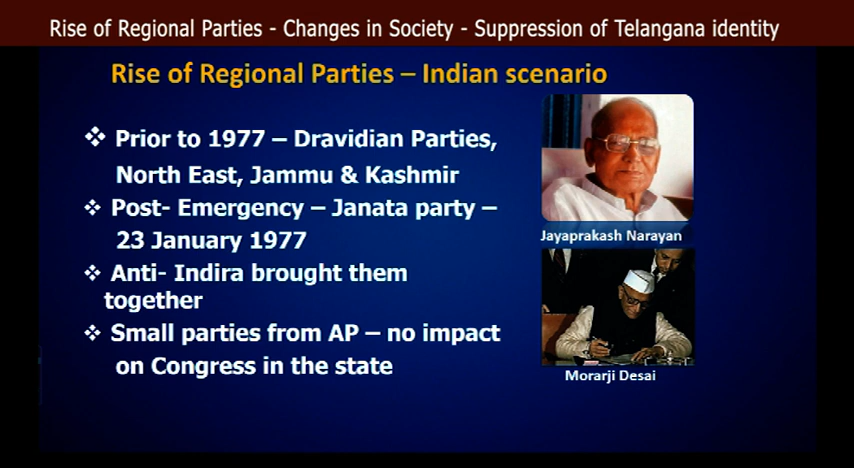 Rise of Regional Parties - Changes in Society - Suppression of Telangana identity
Rise of Regional Parties – Indian scenario
❖ Prior to 1977 – Dravidian Parties,
North East, Jammu & Kashmir
❖ Post- Emergency – Janata party –
23 January 1977
❖ Anti- Indira brought them
together
❖ Small parties from AP – no impact
on Congress in the state
Jayaprakash Narayan
Morarji Desai